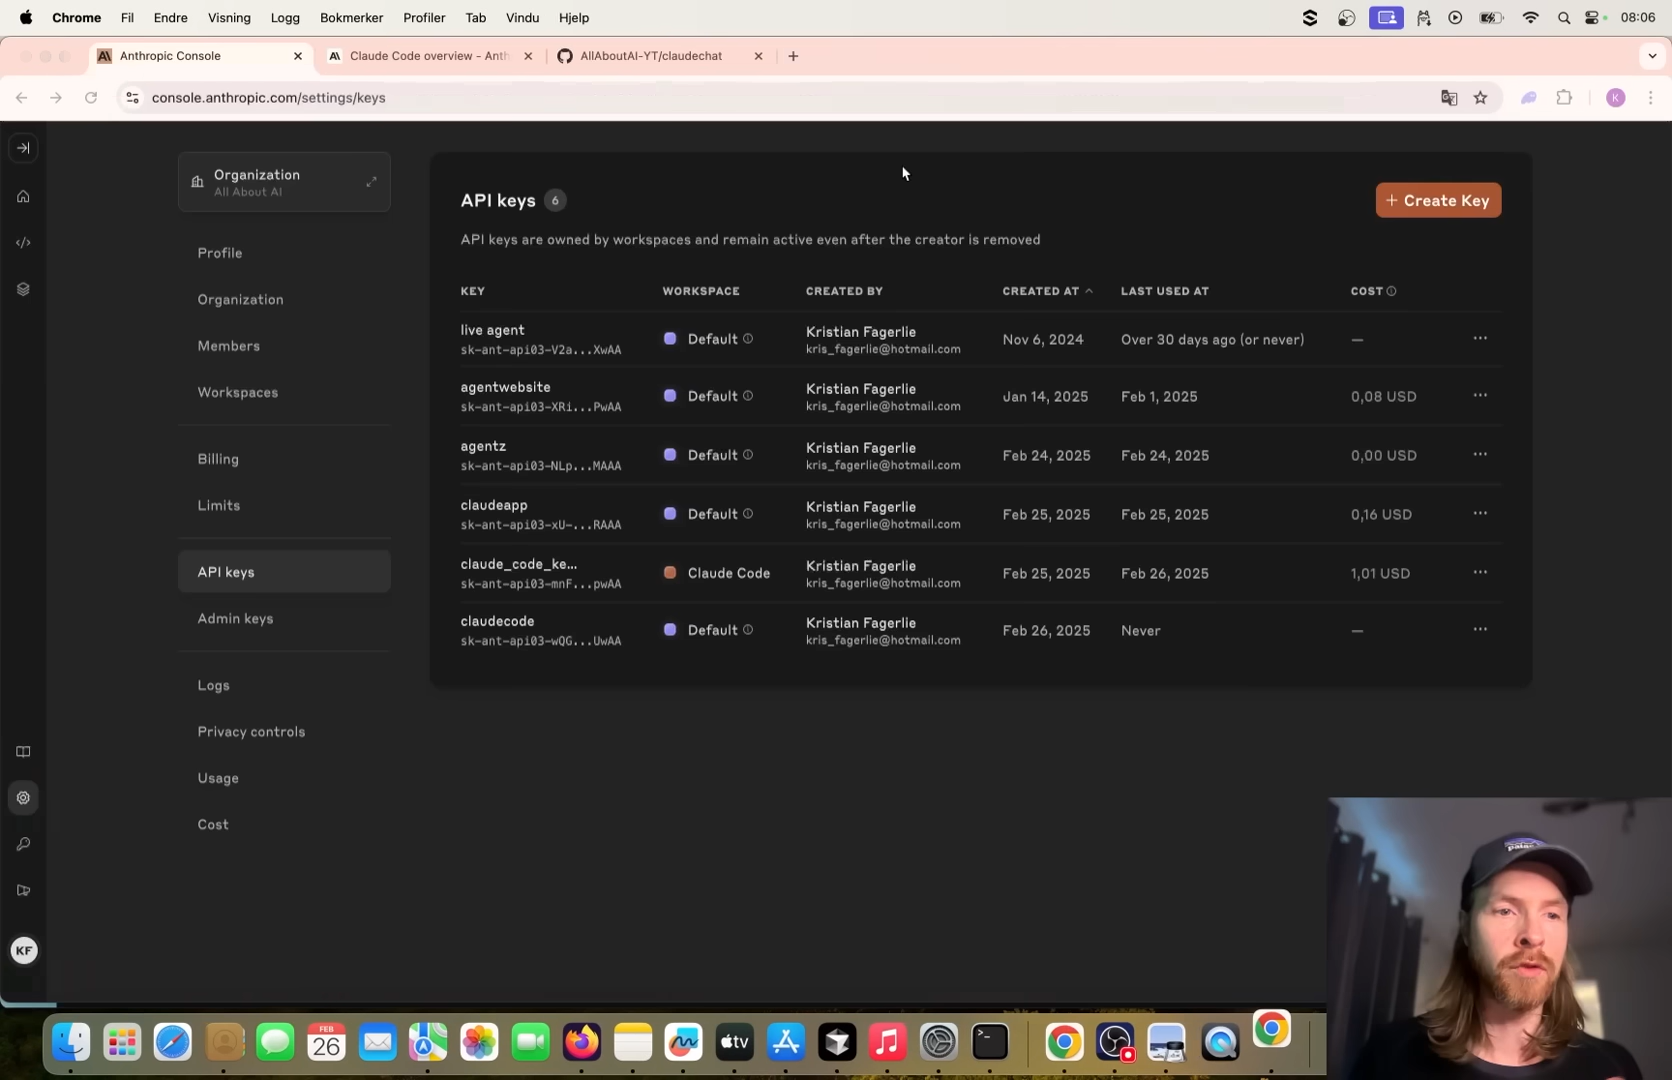 Chrome Fil Endre Visning Logg Bokmerker Profiler Tab Vindu Hjelp 08:06
Anthropic Console Claude Code overview - Anth AllAboutAI-YT/claudechat
console.anthropic.com/settings/keys K
Organization
All About AI
Profile
Organization
Members
Workspaces
Billing
Limits
API keys
Admin keys
Logs
Privacy controls
Usage
Cost
KF
API keys 6
+ Create Key
API keys are owned by workspaces and remain active even after the creator is removed
KEY WORKSPACE CREATED BY CREATED AT LAST USED AT COST
live agent
sk-ant-api03-V2a...XwAA
Default
Kristian Fagerlie
kris_fagerlie@hotmail.com
Nov 6, 2024 Over 30 days ago (or never) —
agentwebsite
sk-ant-api03-XRi...PwAA
Default
Kristian Fagerlie
kris_fagerlie@hotmail.com
Jan 14, 2025 Feb 1, 2025 0,08 USD
agentz
sk-ant-api03-NLp...MAAA
Default
Kristian Fagerlie
kris_fagerlie@hotmail.com
Feb 24, 2025 Feb 24, 2025 0,00 USD
claudeapp
sk-ant-api03-xU-...RAAA
Default
Kristian Fagerlie
kris_fagerlie@hotmail.com
Feb 25, 2025 Feb 25, 2025 0,16 USD
claude_code_ke...
sk-ant-api03-mnF...pwAA
Claude Code
Kristian Fagerlie
kris_fagerlie@hotmail.com
Feb 25, 2025 Feb 26, 2025 1,01 USD
claudecode
sk-ant-api03-wQG...UwAA
Default
Kristian Fagerlie
kris_fagerlie@hotmail.com
Feb 26, 2025 Never —
FEB
26
tv